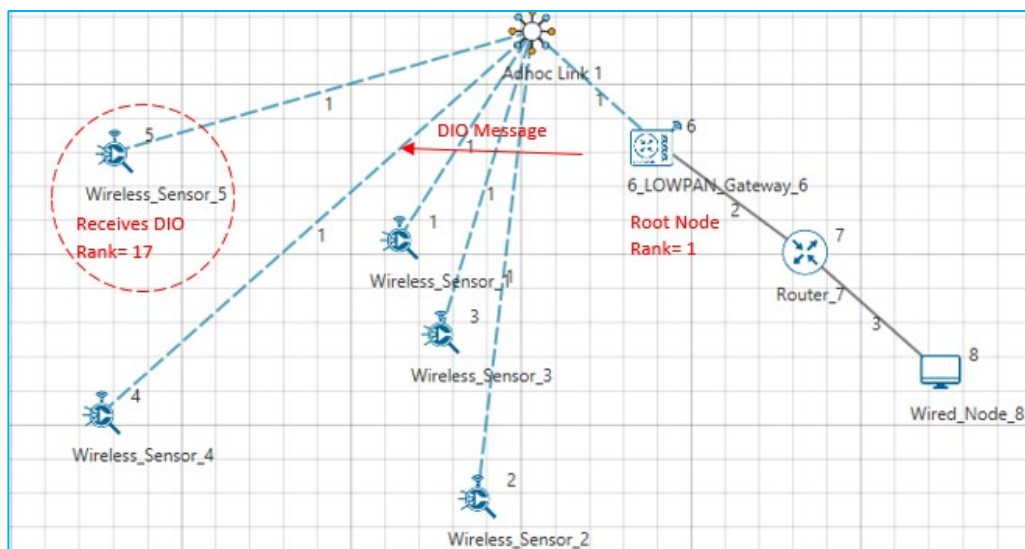 Adhoc Link 1
1
1
DIO Message
1
5
6
Wireless_Sensor_5
6_LOWPAN_Gateway_6
1
2
Receives DIO
Rank= 17
1
1
Root Node
Rank= 1
7
Wireless_Sensor_1
1
Router_7
3
3
Wireless_Sensor_3
8
4
Wired_Node_8
Wireless_Sensor_4
2
Wireless_Sensor_2